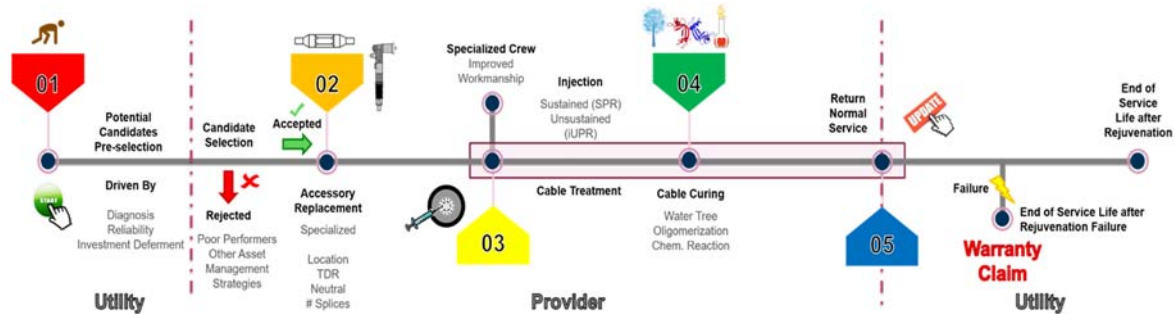 01
START
Potential
Candidates
Pre-selection
Driven By
Diagnosis
Reliability
Investment Deferment
Utility
Candidate
Selection
Rejected
Poor Performers
Other Asset
Management
Strategies
02
Accepted
Accessory
Replacement
Specialized
Location
TDR
Neutral
# Splices
Specialized Crew
Improved
Workmanship
Injection
Sustained (SPR)
Unsustained
(iUPR)
03
Cable Treatment
Provider
04
Cable Curing
Water Tree
Oligomerization
Chem. Reaction
Return
Normal
Service
05
UPDATE
Failure
End of Service Life after
Rejuvenation Failure
Warranty
Claim
End of
Service
Life after
Rejuvenation
Utility